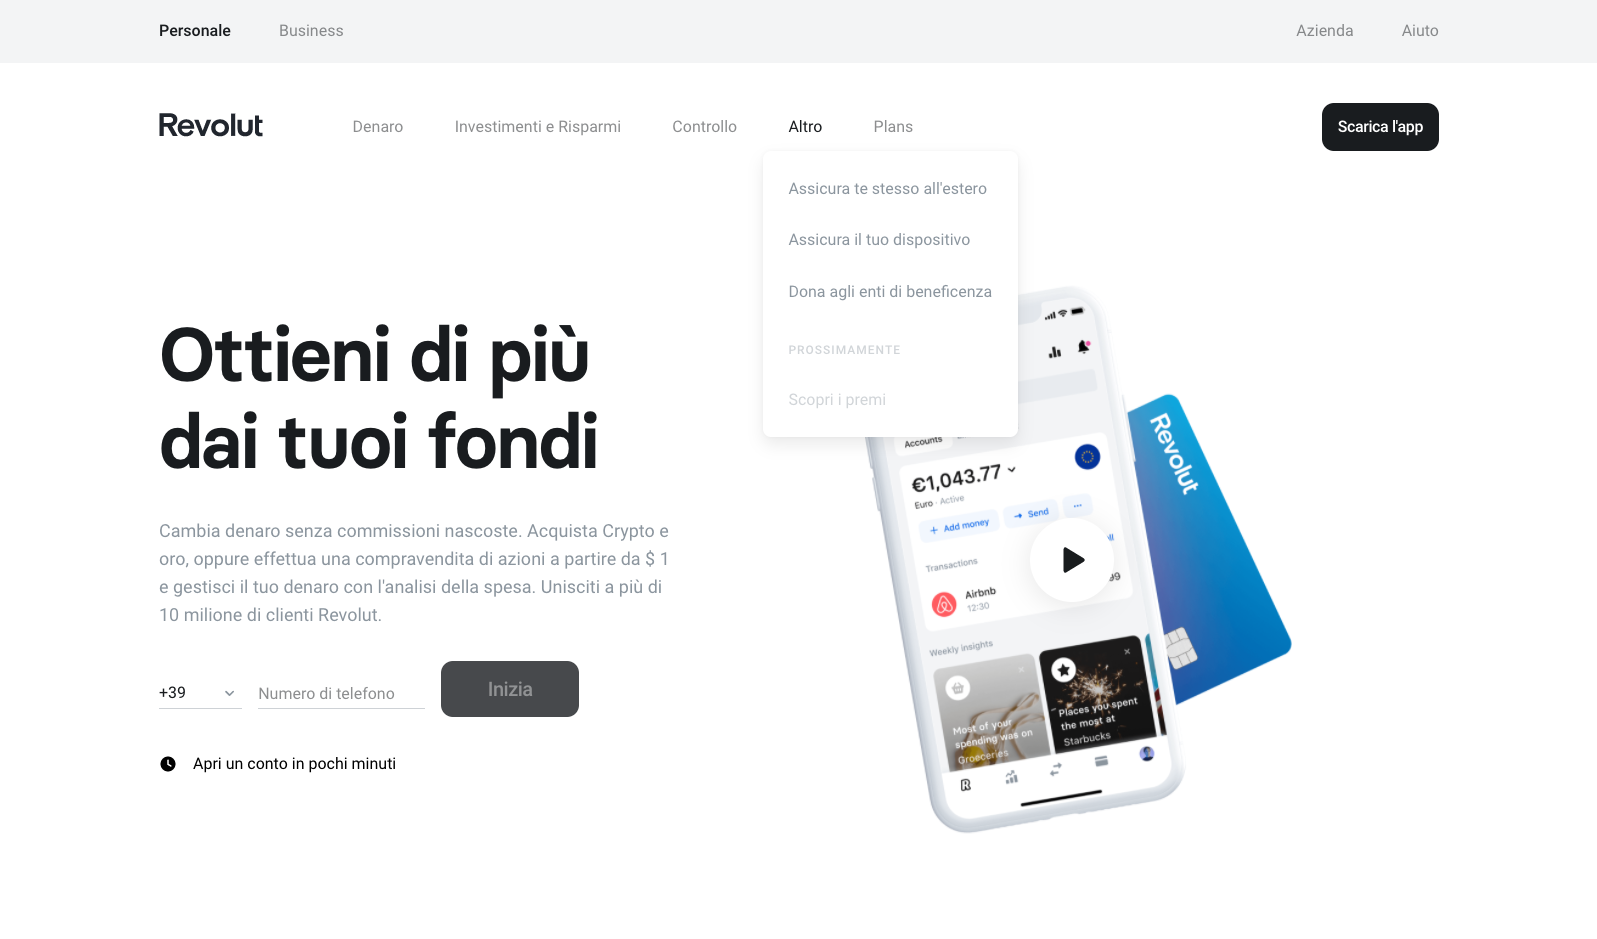 Personale
Business
Azienda
Aiuto
Revolut
Denaro
Investimenti e Risparmi
Controllo
Altro
Plans
Scarica l'app
Assicura te stesso all'estero
Assicura il tuo dispositivo
Dona agli enti di beneficenza
PROSSIMAMENTE
Scopri i premi
Ottieni di più
dai tuoi fondi
Cambia denaro senza commissioni nascoste. Acquista Crypto e
oro, oppure effettua una compravendita di azioni a partire da $ 1
e gestisci il tuo denaro con l'analisi della spesa. Unisciti a più di
10 milione di clienti Revolut.
+39
Numero di telefono
Inizia
Apri un conto in pochi minuti
Accounts
€1,043.77
Euro · Active
+ Add money
→ Send
···
Transactions
Airbnb
12:30
Weekly insights
Most of your
spending was on
Groceries
Places you spent
the most at
Starbucks
Revolut